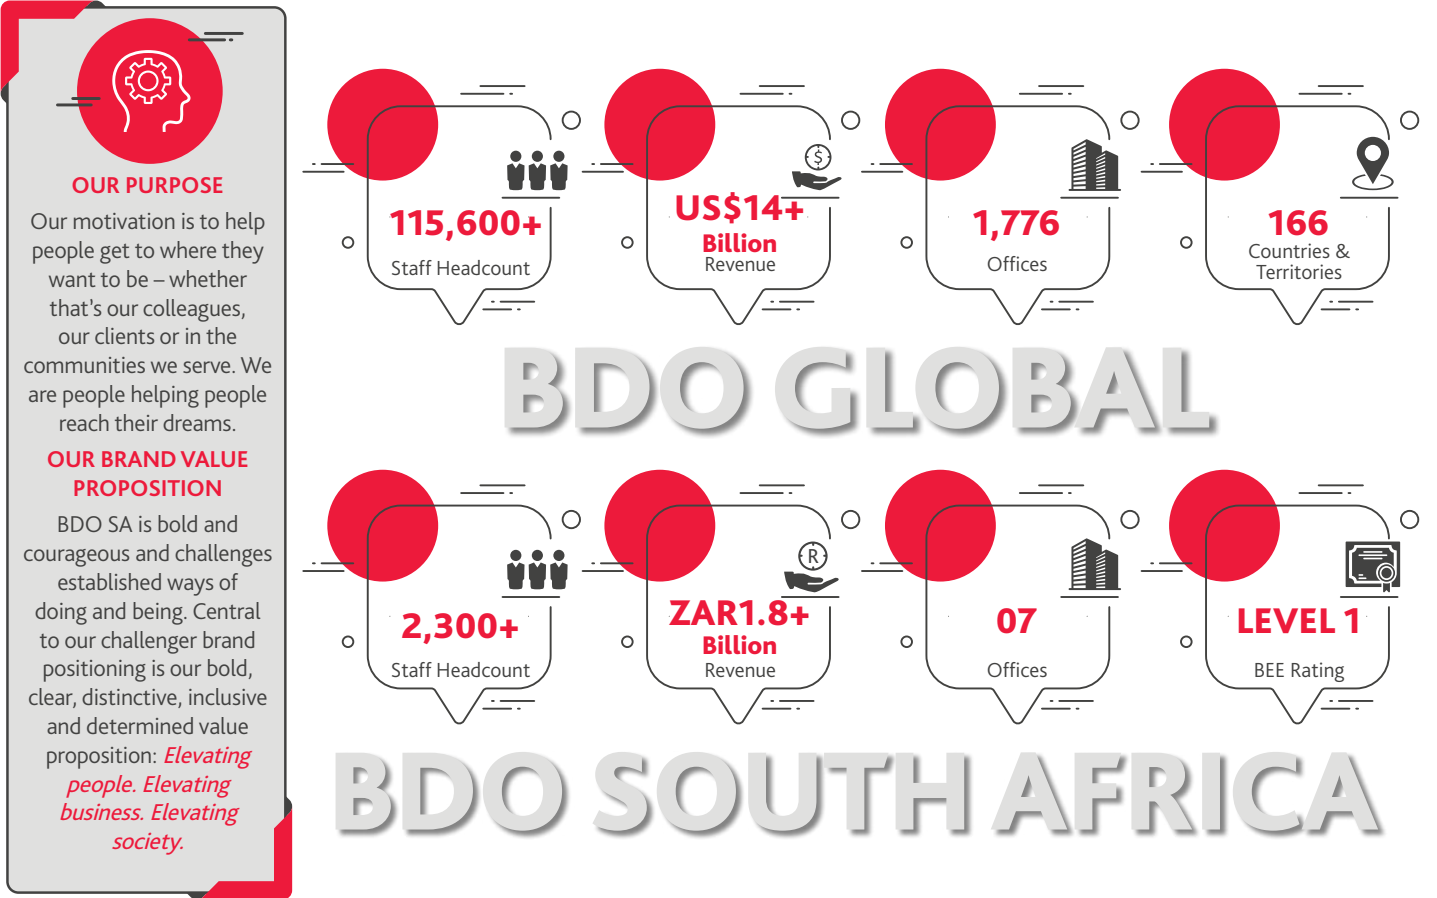 OUR PURPOSE
Our motivation is to help
people get to where they
want to be – whether
that's our colleagues,
our clients or in the
communities we serve. We
are people helping people
reach their dreams.
OUR BRAND VALUE
PROPOSITION
BDO SA is bold and
courageous and challenges
established ways of
doing and being. Central
to our challenger brand
positioning is our bold,
clear, distinctive, inclusive
and determined value
proposition: Elevating
people. Elevating
business. Elevating
society.
115,600+
Staff Headcount
$
US$14+
Billion
Revenue
1,776
Offices
166
Countries &
Territories
BDO GLOBAL
2,300+
Staff Headcount
R
ZAR1.8+
Billion
Revenue
07
Offices
LEVEL 1
BEE Rating
BDO SOUTH AFRICA